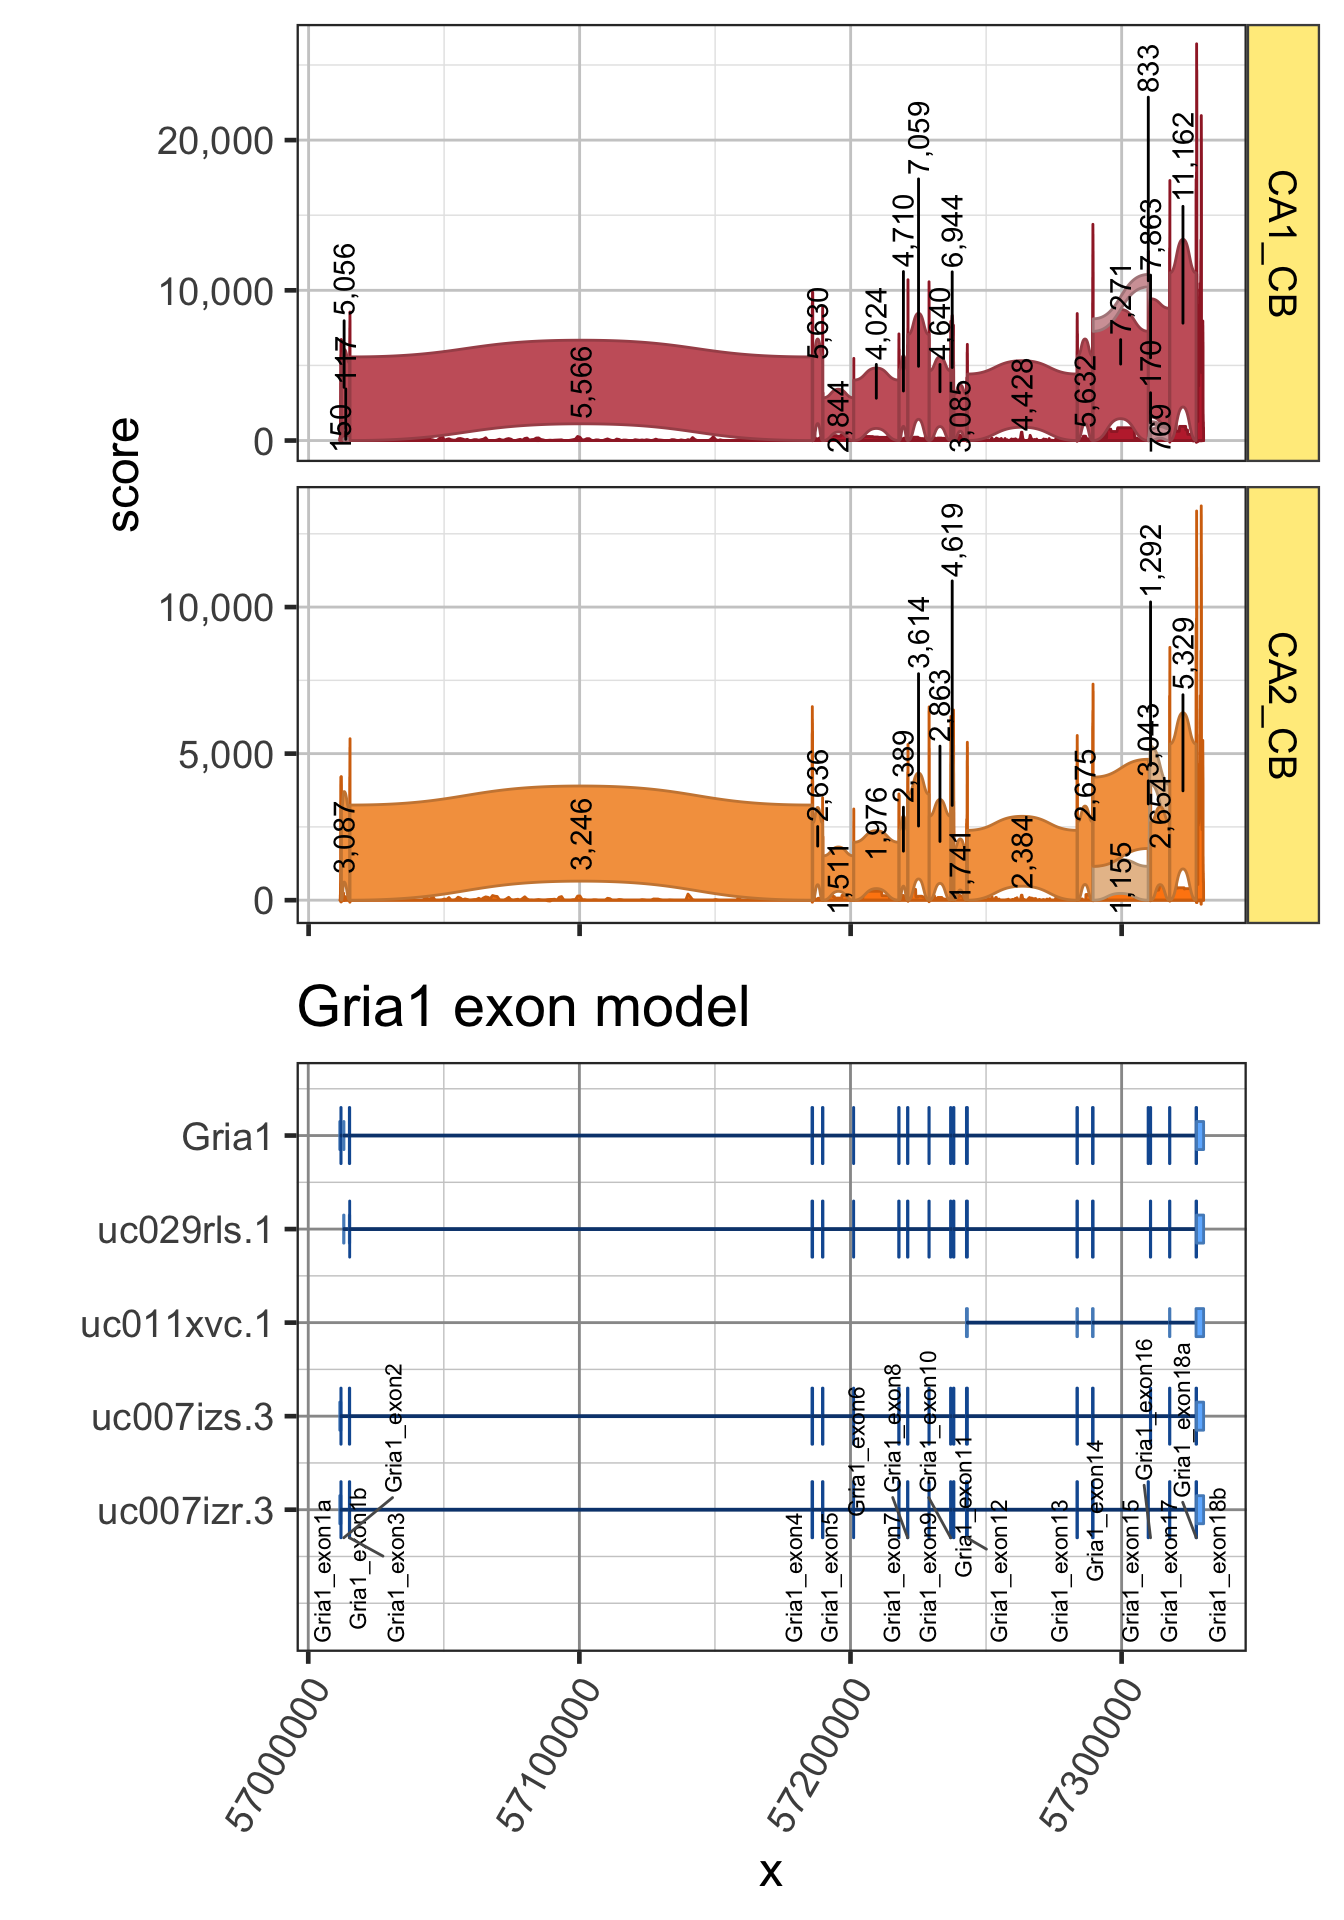 score
20,000
10,000
0
CA1_CB
150
117
5,056
5,566
5,630
2,844
4,024
4,710
7,059
4,640
6,944
3,085
4,428
5,632
7,271
833
7,863
170
769
11,162
10,000
5,000
0
CA2_CB
3,087
3,246
2,636
1,511
1,976
2,389
3,614
2,863
4,619
1,741
2,384
2,675
1,155
1,292
3,043
2,654
5,329
Gria1 exon model
Gria1
uc029rls.1
uc011xvc.1
uc007izs.3
uc007izr.3
Gria1_exon1a
Gria1_exon1b
Gria1_exon2
Gria1_exon3
Gria1_exon4
Gria1_exon5
Gria1_exon6
Gria1_exon7
Gria1_exon8
Gria1_exon9
Gria1_exon10
Gria1_exon11
Gria1_exon12
Gria1_exon13
Gria1_exon14
Gria1_exon15
Gria1_exon16
Gria1_exon17
Gria1_exon18a
Gria1_exon18b
57000000
57100000
57200000
57300000
x